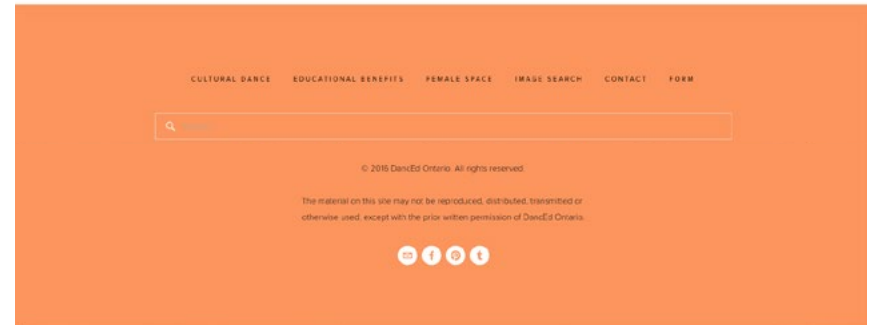 CULTURAL DANCE EDUCATIONAL BENEFITS FEMALE SPACE IMAGE SEARCH CONTACT FORM
© 2016 DancEd Ontario. All rights reserved.
The material on this site may not be reproduced, distributed, transmitted or
otherwise used, except with the prior written permission of DancEd Ontario.